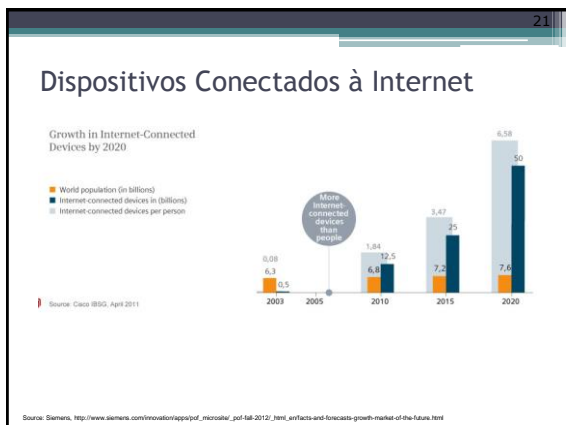 21
Dispositivos Conectados à Internet
Growth in Internet-Connected
Devices by 2020
World population (in billions)
Internet-connected devices in (billions)
Internet-connected devices per person
More
Internet-
connected
devices
than
people
0,08
6,3
0,5
1,84
6,8
12,5
3,47
7,2
25
6,58
7,6
50
2003
2005
2010
2015
2020
Source: Cisco IBSG, April 2011
Source: Siemens, http://www.siemens.com/innovation/apps/pof_microsite/_pof-fall-2012/_html_en/facts-and-forecasts-growth-market-of-the-future.html